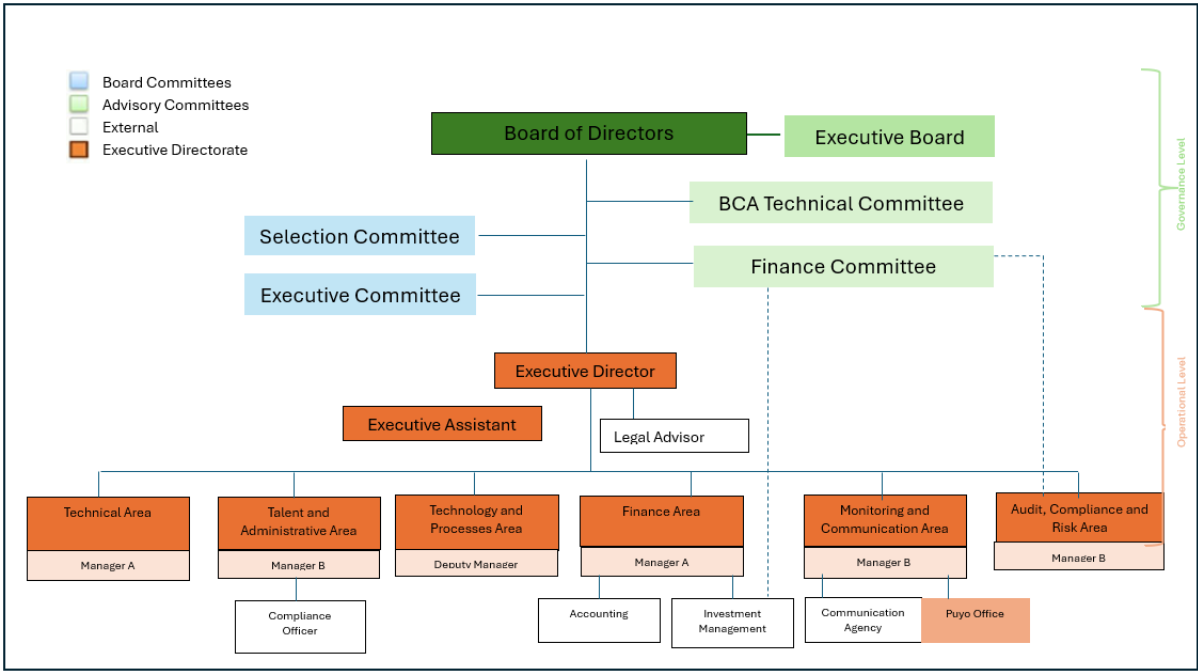 Board Committees
Advisory Committees
External
Executive Directorate
Board of Directors
Executive Board
BCA Technical Committee
Selection Committee
Finance Committee
Executive Committee
Governance Level
Executive Director
Executive Assistant
Legal Advisor
Operational Level
Technical Area
Manager A
Talent and
Administrative Area
Manager B
Technology and
Processes Area
Deputy Manager
Finance Area
Manager A
Monitoring and
Communication Area
Manager B
Audit, Compliance and
Risk Area
Manager B
Compliance
Officer
Accounting
Investment
Management
Communication
Agency
Puyo Office